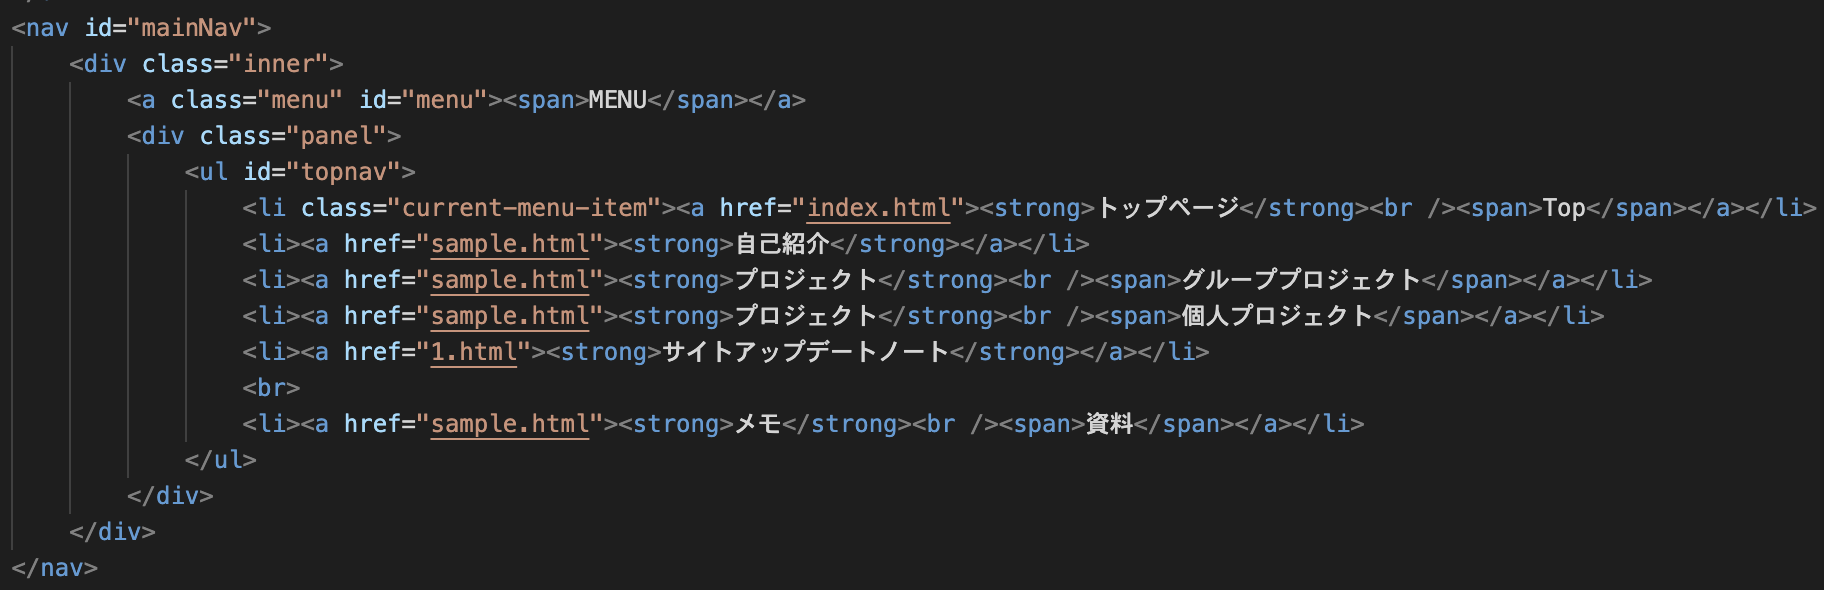 <nav id="mainNav">
<div class="inner">
<a class="menu" id="menu"><span>MENU</span></a>
<div class="panel">
<ul id="topnav">
<li class="current-menu-item"><a href="index.html"><strong>トップページ</strong><br /><span>Top</span></a></li>
<li><a href="sample.html"><strong>自己紹介</strong></a></li>
<li><a href="sample.html"><strong>プロジェクト</strong><br /><span>グループプロジェクト</span></a></li>
<li><a href="sample.html"><strong>プロジェクト</strong><br /><span>個人プロジェクト</span></a></li>
<li><a href="1.html"><strong>サイトアップデートノート</strong></a></li>
<br>
<li><a href="sample.html"><strong>メモ</strong><br /><span>資料</span></a></li>
</ul>
</div>
</div>
</nav>